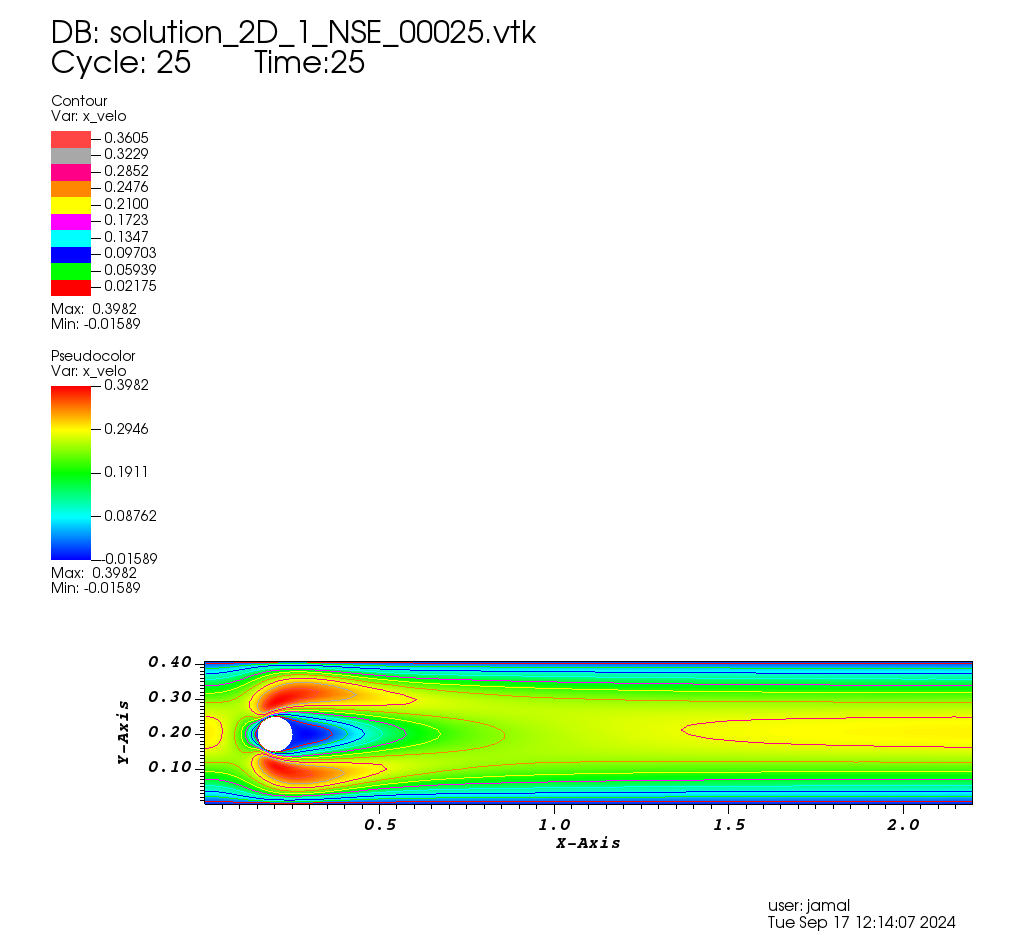 DB: solution_2D_1_NSE_00025.vtk
Cycle: 25 Time:25
Contour
Var: x_velo
0.3605
0.3229
0.2852
0.2476
0.2100
0.1723
0.1347
0.09703
0.05939
0.02175
Max: 0.3982
Min: -0.01589
Pseudocolor
Var: x_velo
0.3982
0.2946
0.1911
0.08762
-0.01589
Max: 0.3982
Min: -0.01589
0.40
0.30
0.20
0.10
Y-Axis
0.5 1.0 1.5 2.0
X-Axis
user: jamal
Tue Sep 17 12:14:07 2024